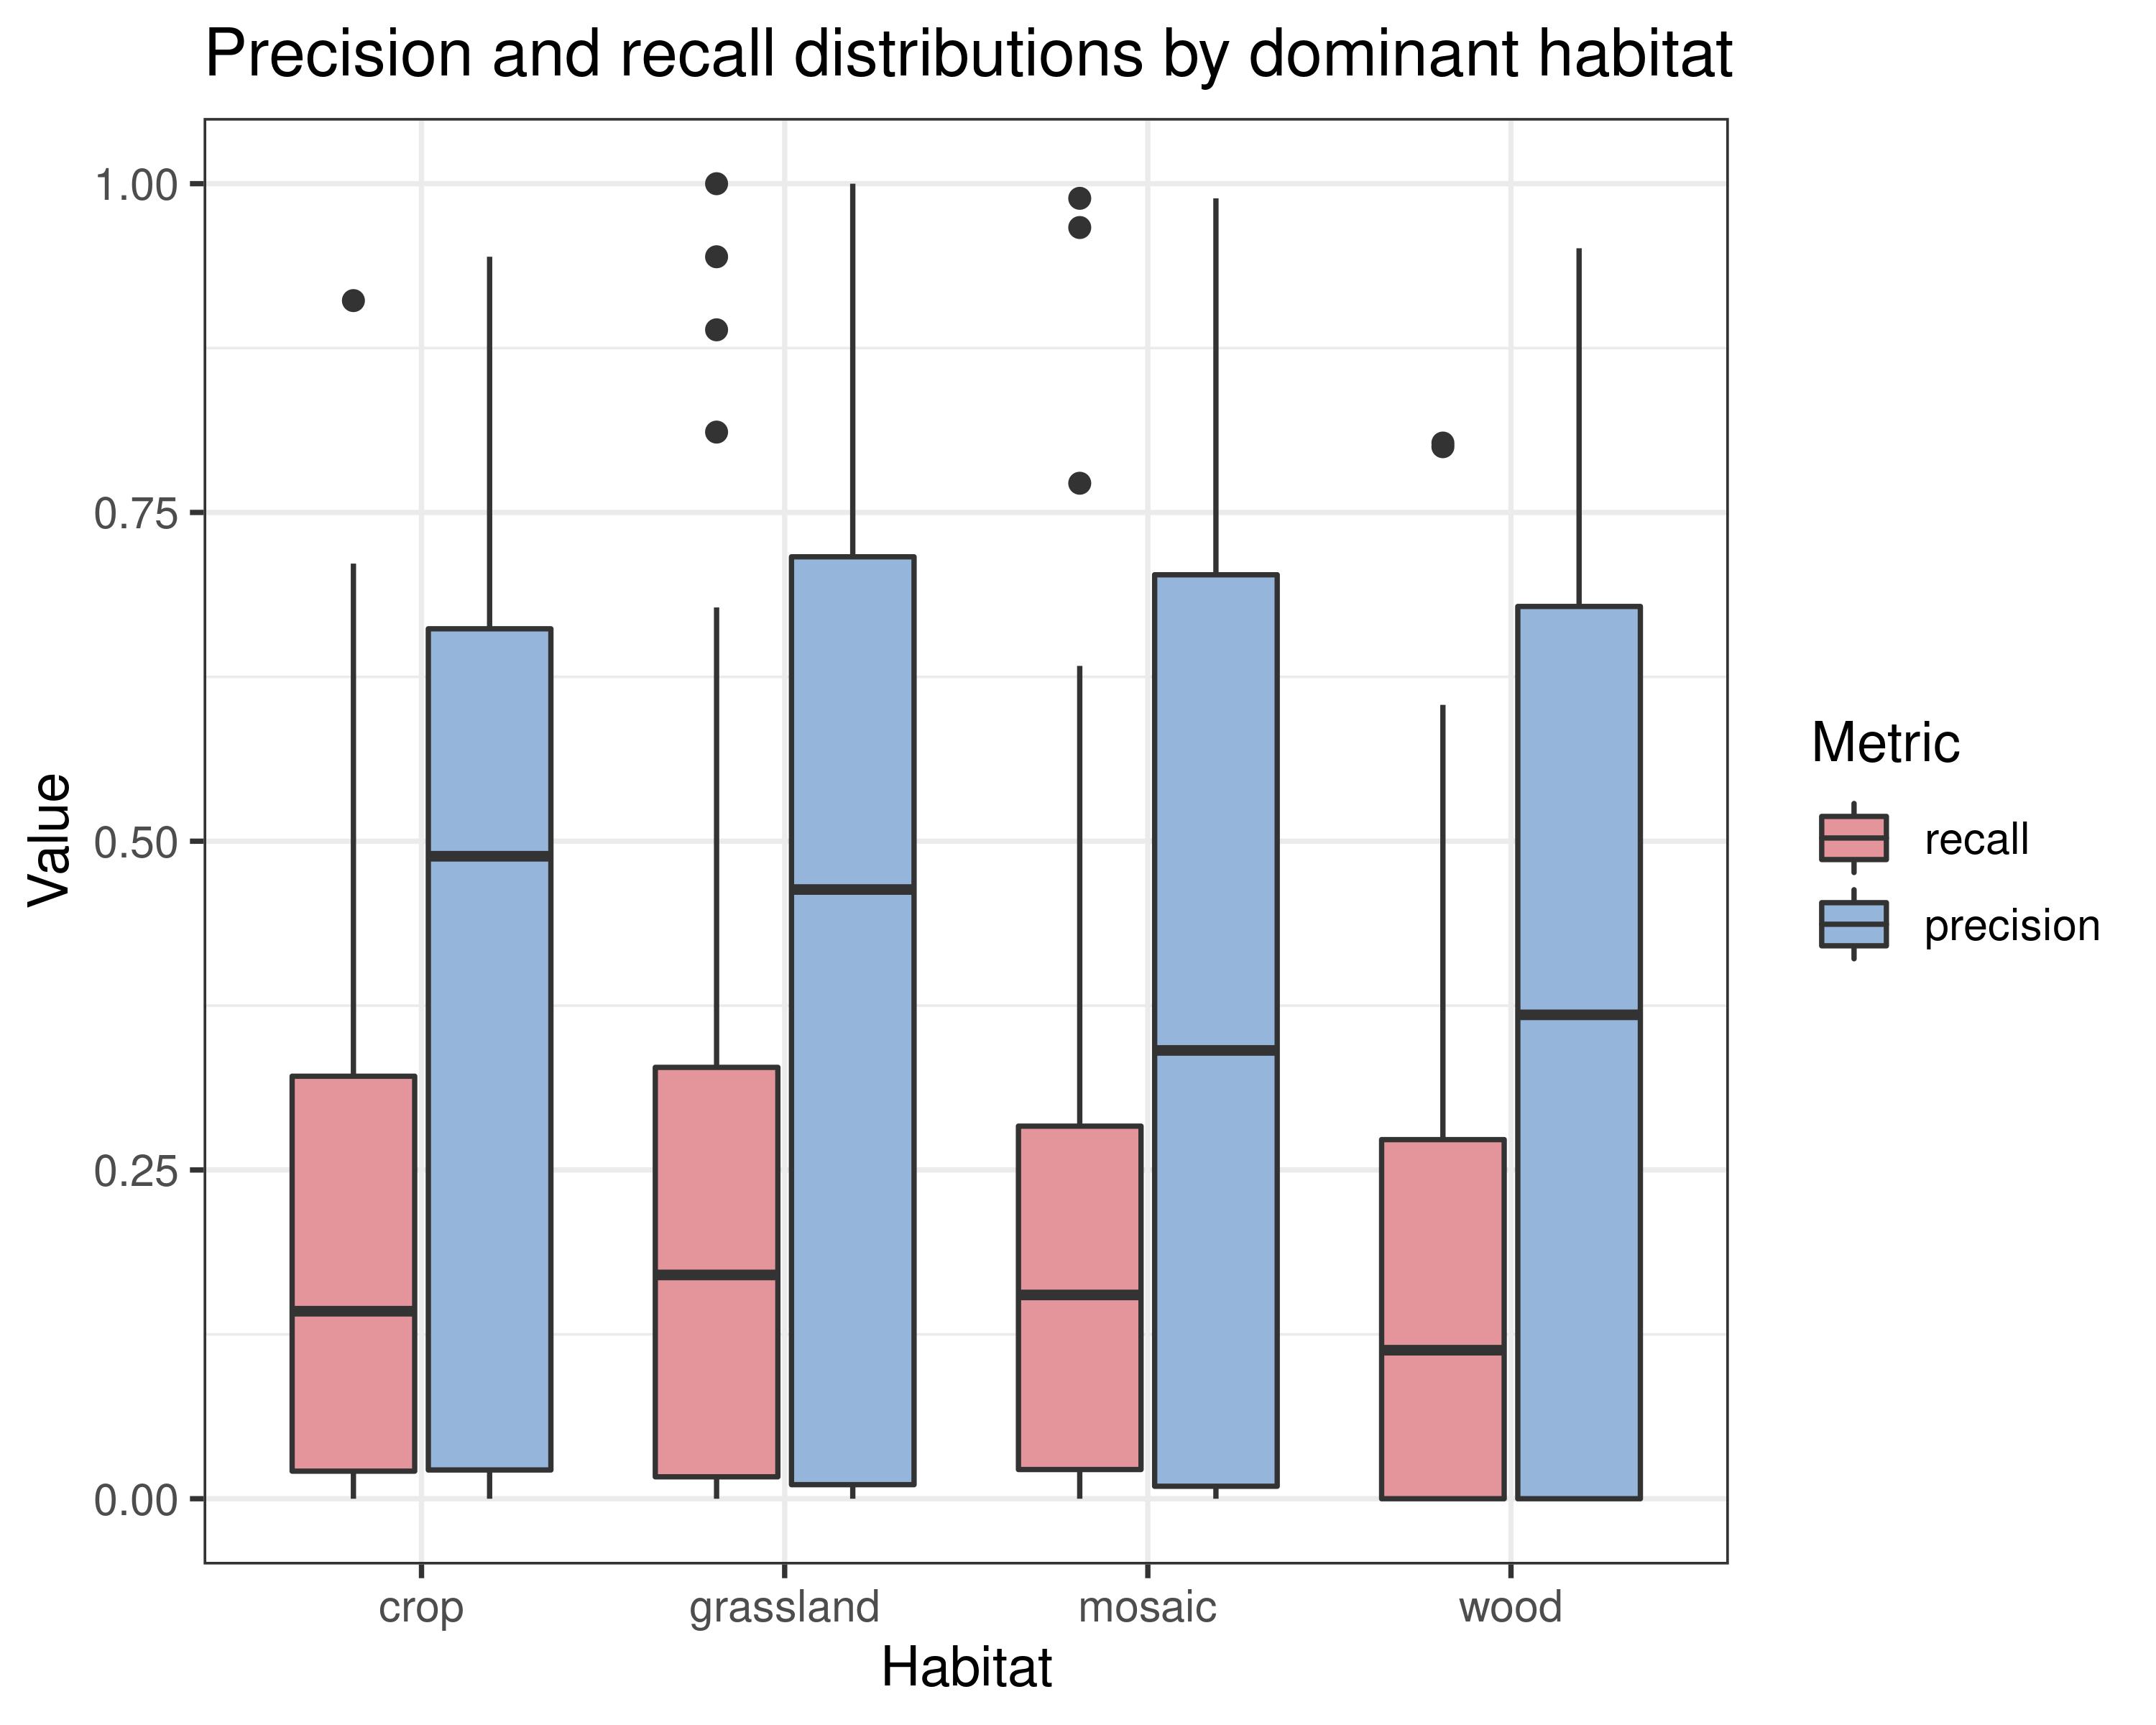 Precision and recall distributions by dominant habitat
1.00
0.75
0.50
0.25
0.00
Value
crop grassland mosaic wood
Habitat
Metric
recall
precision